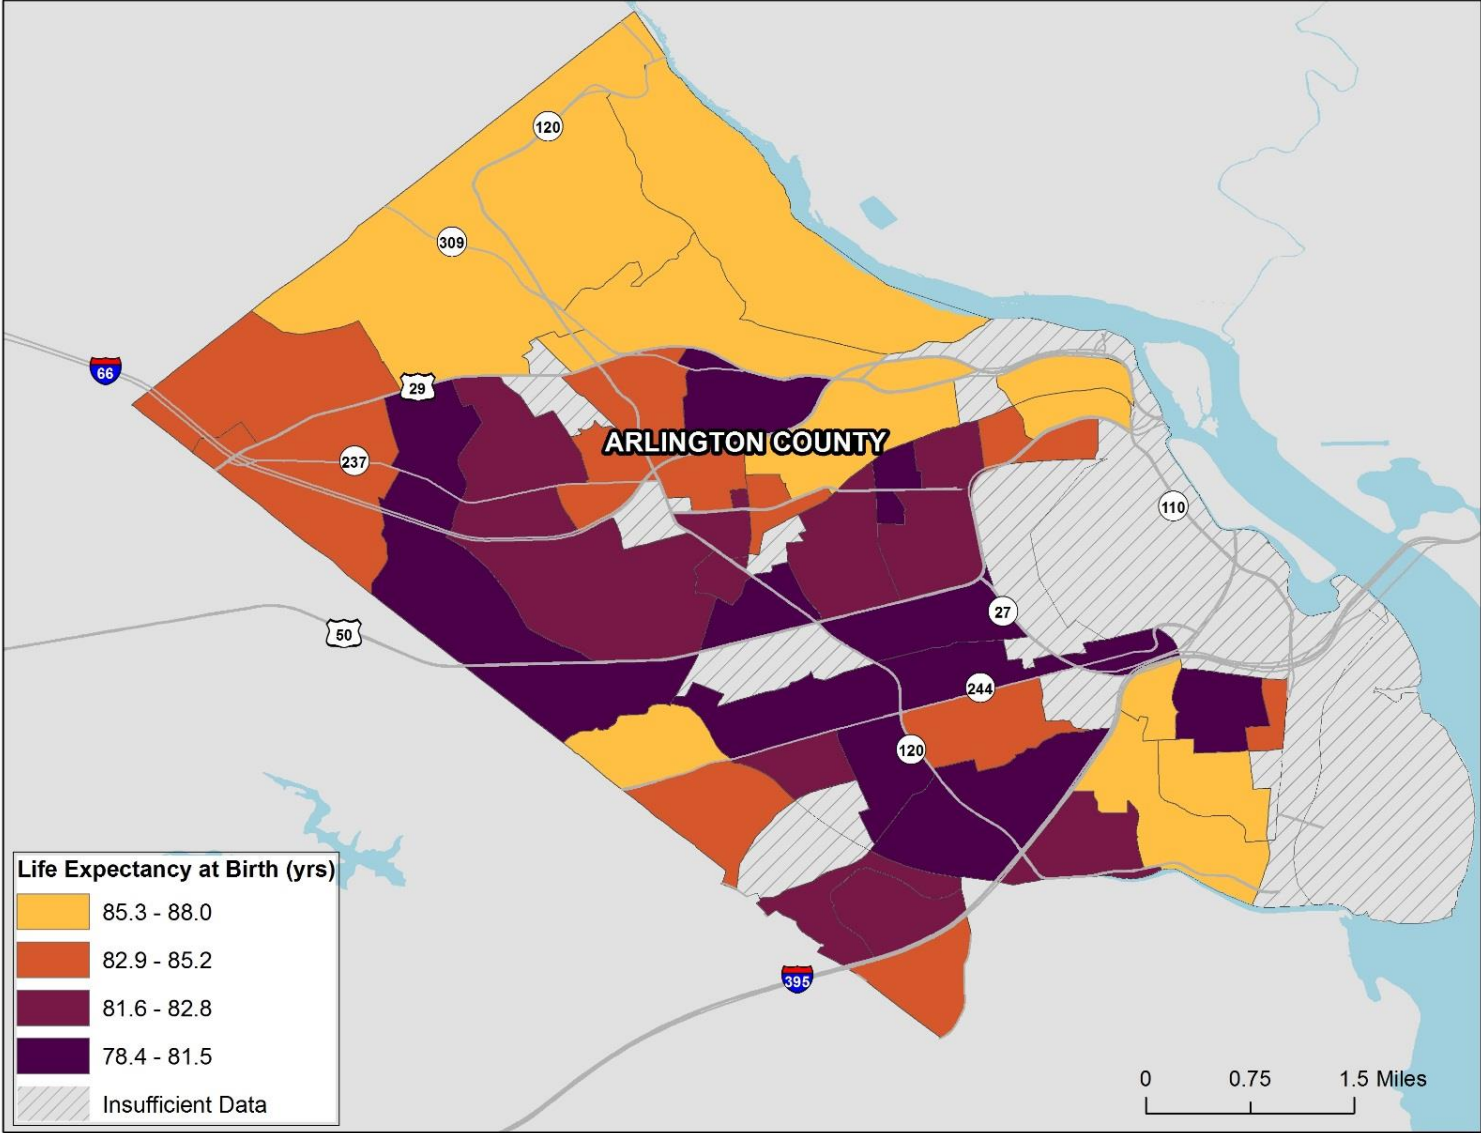 120
309
66
29
237
ARLINGTON COUNTY
110
50
27
244
120
395
Life Expectancy at Birth (yrs)
85.3 - 88.0
82.9 - 85.2
81.6 - 82.8
78.4 - 81.5
Insufficient Data
0 0.75 1.5 Miles